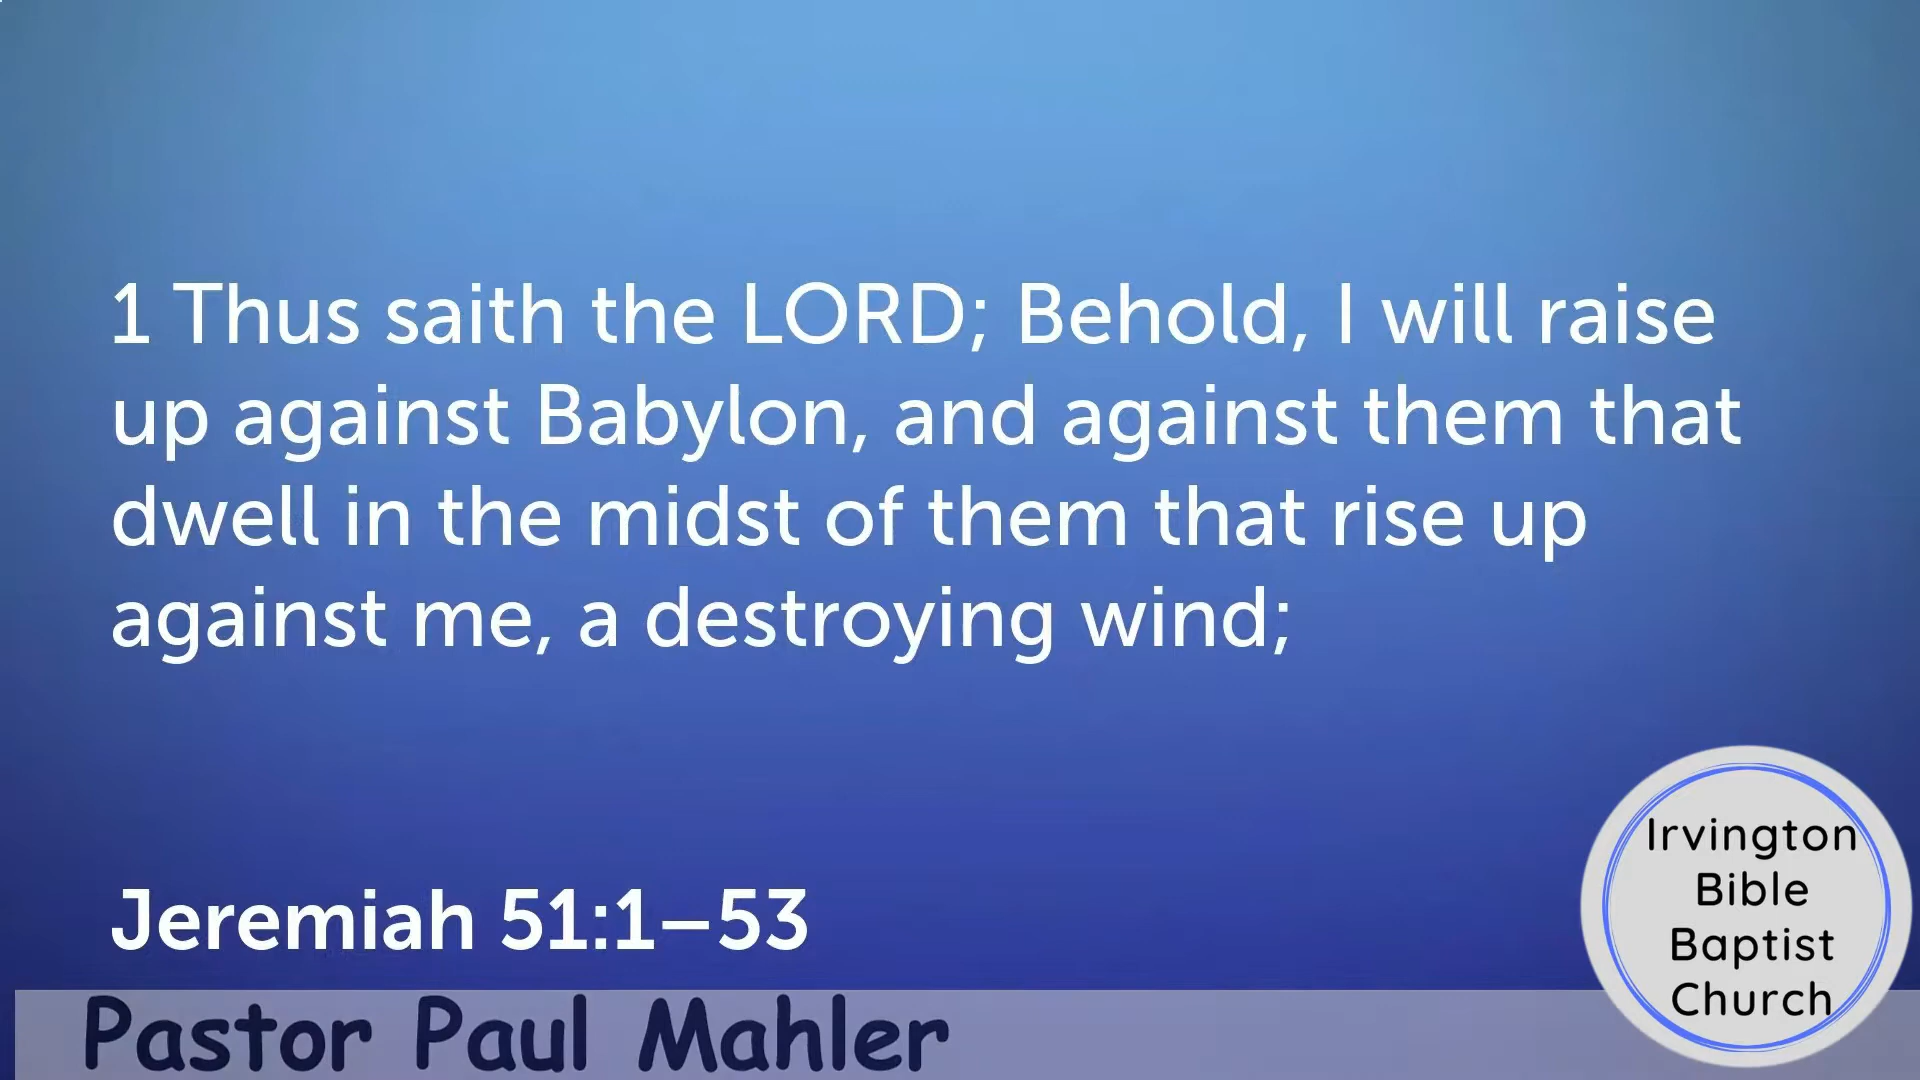 1 Thus saith the LORD; Behold, I will raise
up against Babylon, and against them that
dwell in the midst of them that rise up
against me, a destroying wind;
Jeremiah 51:1–53
Pastor Paul Mahler
Irvington
Bible
Baptist
Church